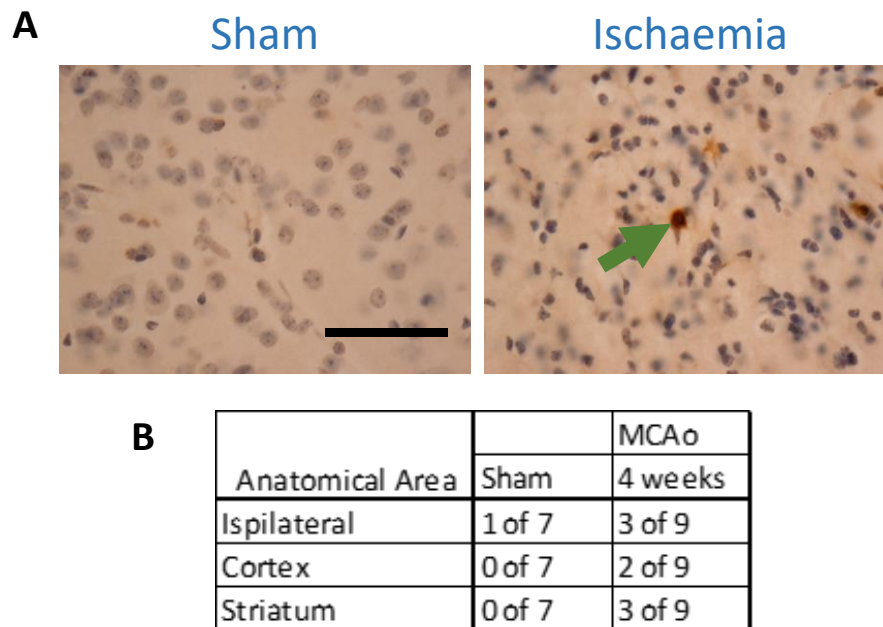 A
Sham Ischaemia
B
MCAo
Anatomical Area Sham 4 weeks
Ispilateral 1 of 7 3 of 9
Cortex 0 of 7 2 of 9
Striatum 0 of 7 3 of 9